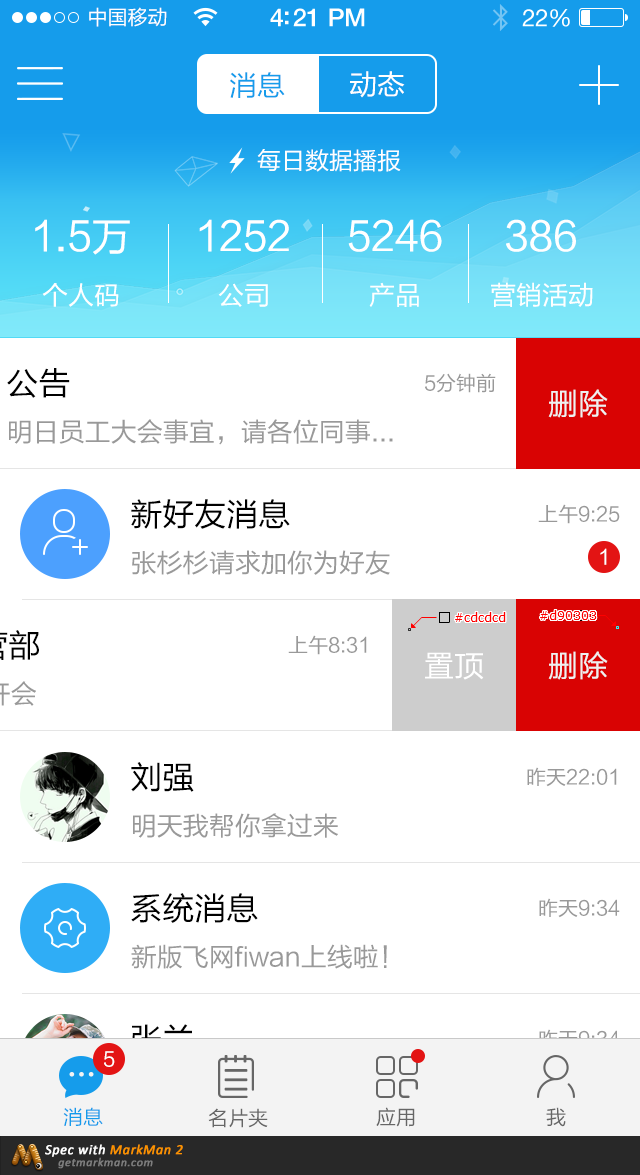 中国移动 4:21 PM 22%
消息 动态
每日数据播报
1.5万 1252 5246 386
个人码 公司 产品 营销活动
公告 5分钟前
明日员工大会事宜，请各位同事... 删除
新好友消息 上午9:25
张杉杉请求加你为好友 1
#cdcdcd #d90303
营部 上午8:31
开会 置顶 删除
刘强 昨天22:01
明天我帮你拿过来
系统消息 昨天9:34
新版飞网fiwan上线啦！
昨天9:34
5
消息 名片夹 应用 我
Spec with MarkMan 2
getmarkman.com